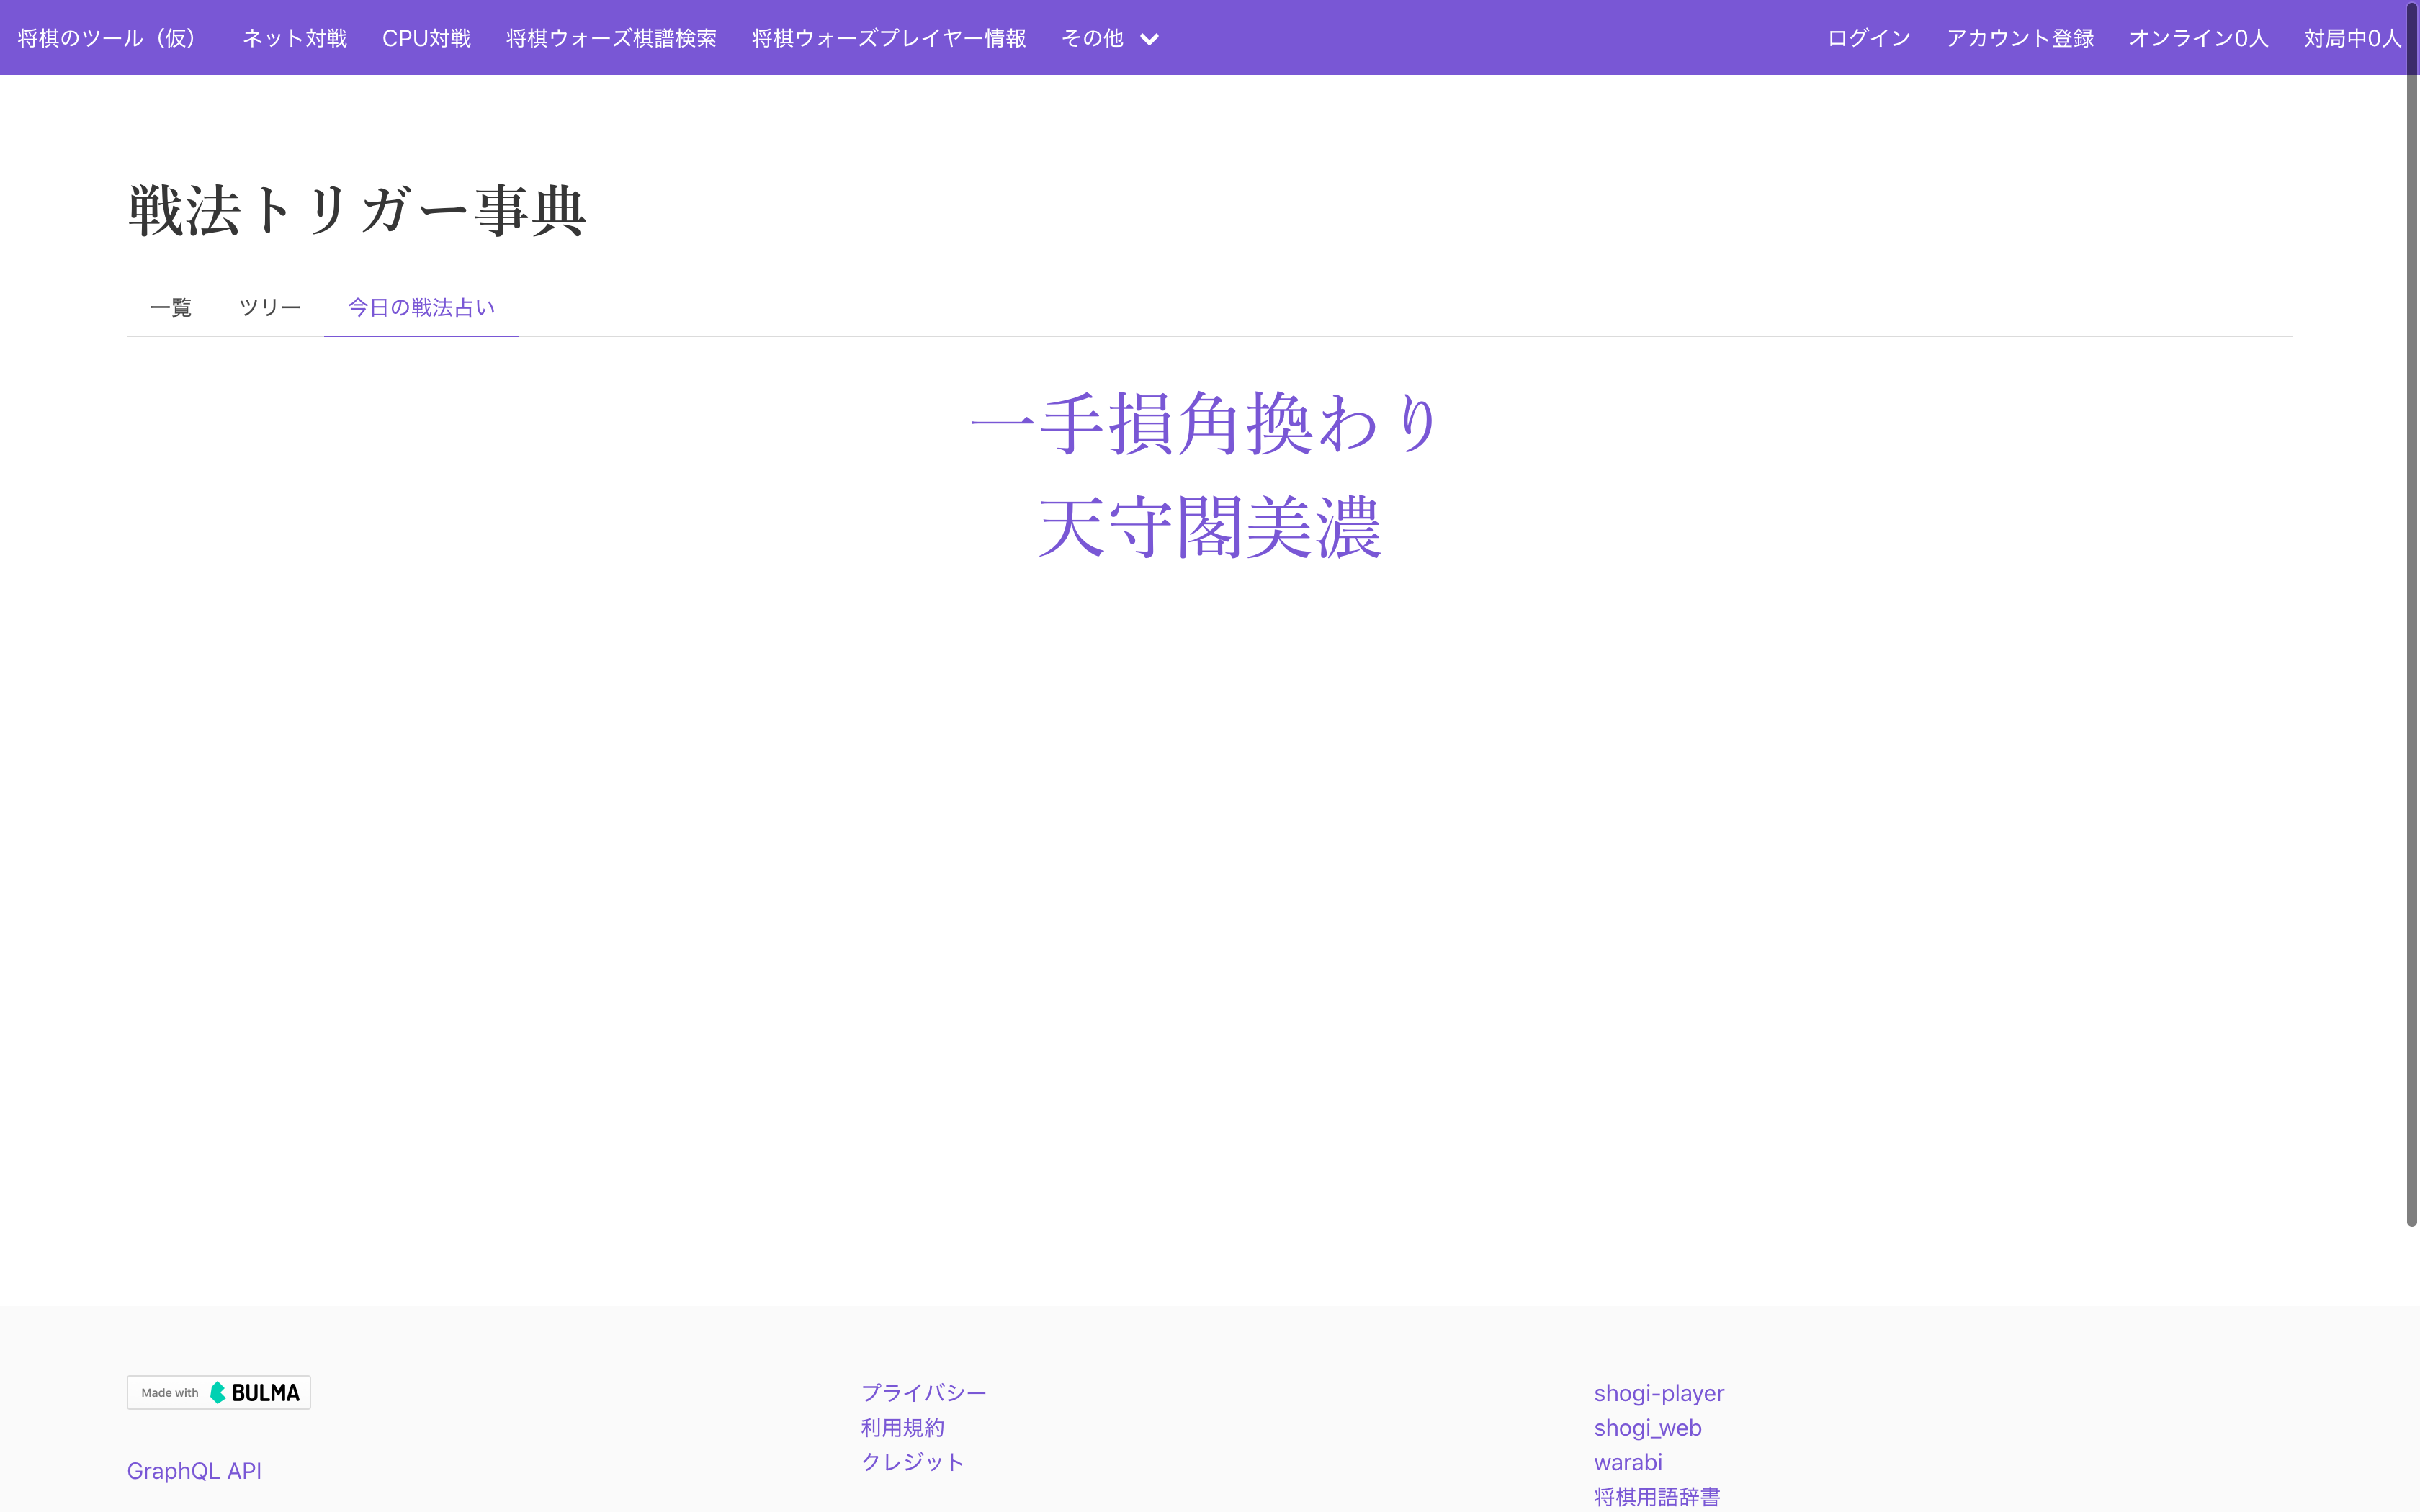 将棋のツール（仮） ネット対戦 CPU対戦 将棋ウォーズ棋譜検索 将棋ウォーズプレイヤー情報 その他 ログイン アカウント登録 オンライン0人 対局中0人
戦法トリガー事典
一覧 ツリー 今日の戦法占い
一手損角換わり
天守閣美濃
Made with BULMA
GraphQL API
プライバシー
利用規約
クレジット
shogi-player
shogi_web
warabi
将棋用語辞書